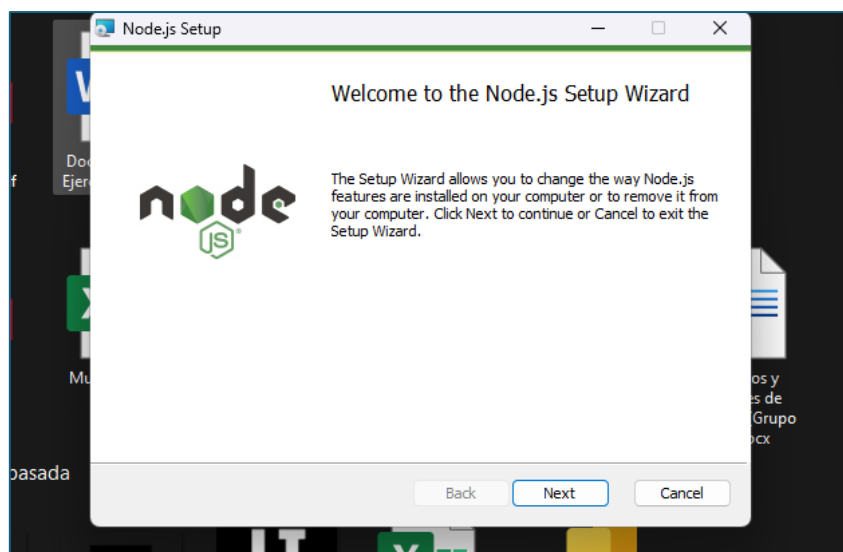 Node.js Setup
Welcome to the Node.js Setup Wizard
The Setup Wizard allows you to change the way Node.js
features are installed on your computer or to remove it from
your computer. Click Next to continue or Cancel to exit the
Setup Wizard.
node
JS
Back
Next
Cancel
f
W
Doc
Ejer
X
Mu
pasada
os y
es de
(Grupo
ocx